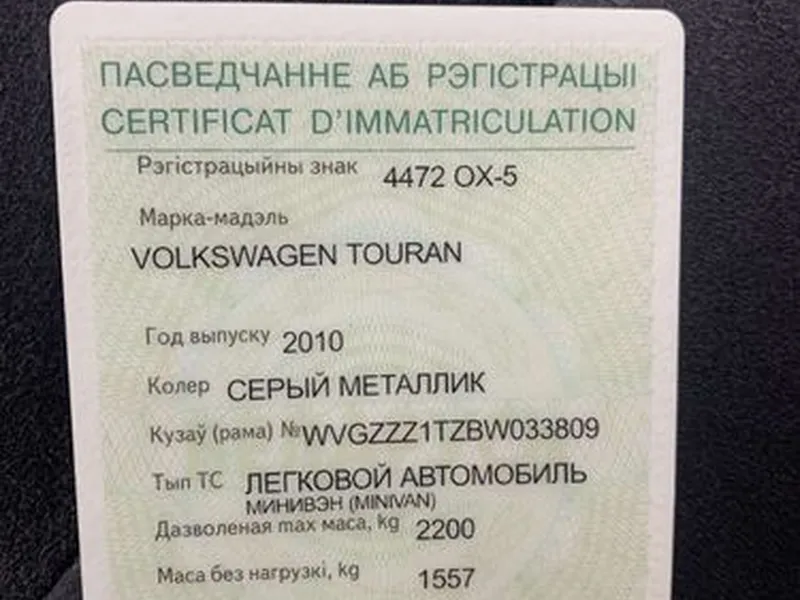 ПАСВЕДЧАННЕ АБ РЭГІСТРАЦЫІ
CERTIFICAT D'IMMATRICULATION
Рэгістрацыйны знак 4472 OX-5
Марка-мадэль
VOLKSWAGEN TOURAN
Год выпуску 2010
Колер СЕРЫЙ МЕТАЛЛИК
Кузаў (рама) № WVGZZZ1TZBW033809
Тып ТС ЛЕГКОВОЙ АВТОМОБИЛЬ
МИНИВЭН (MINIVAN)
Дазволеная max маса, kg 2200
Маса без нагрузкі, kg 1557